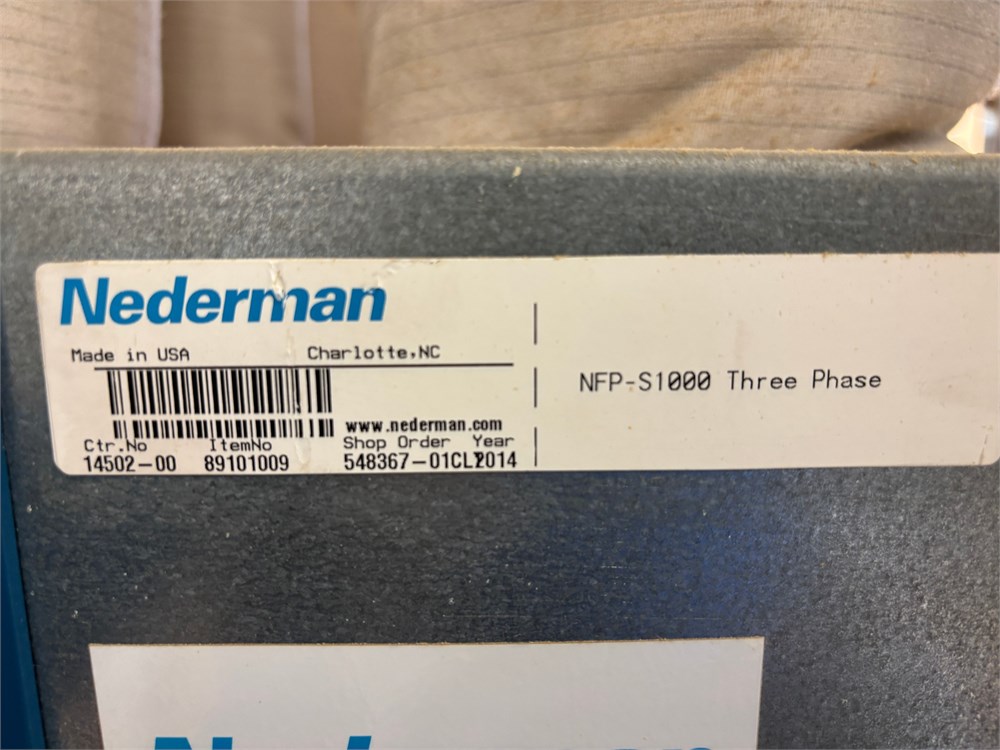 Nederman
Made in USA Charlotte,NC
www.nederman.com
Ctr.No ItemNo Shop Order Year
14502-00 89101009 548367-01CL 2014
NFP-S1000 Three Phase
Nederman